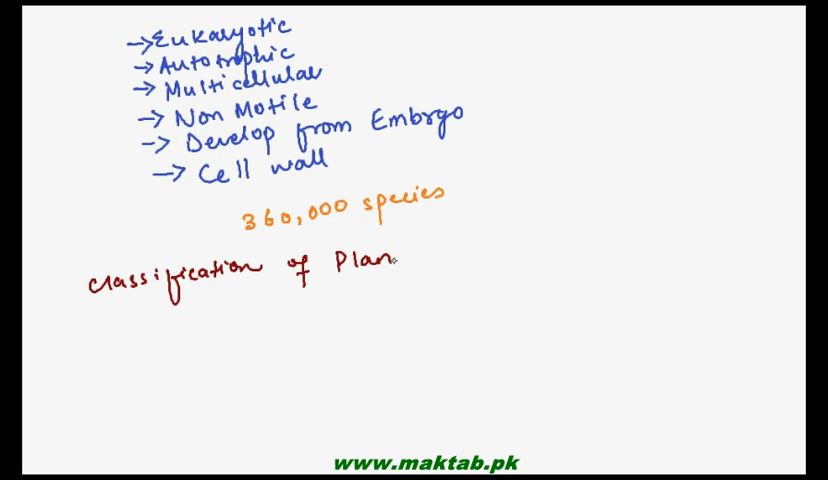 →Eukaryotic
→Autotrophic
→Multicellular
→Non Motile
→Develop from Embryo
→Cell wall
360,000 species
Classification of Plan
www.maktab.pk